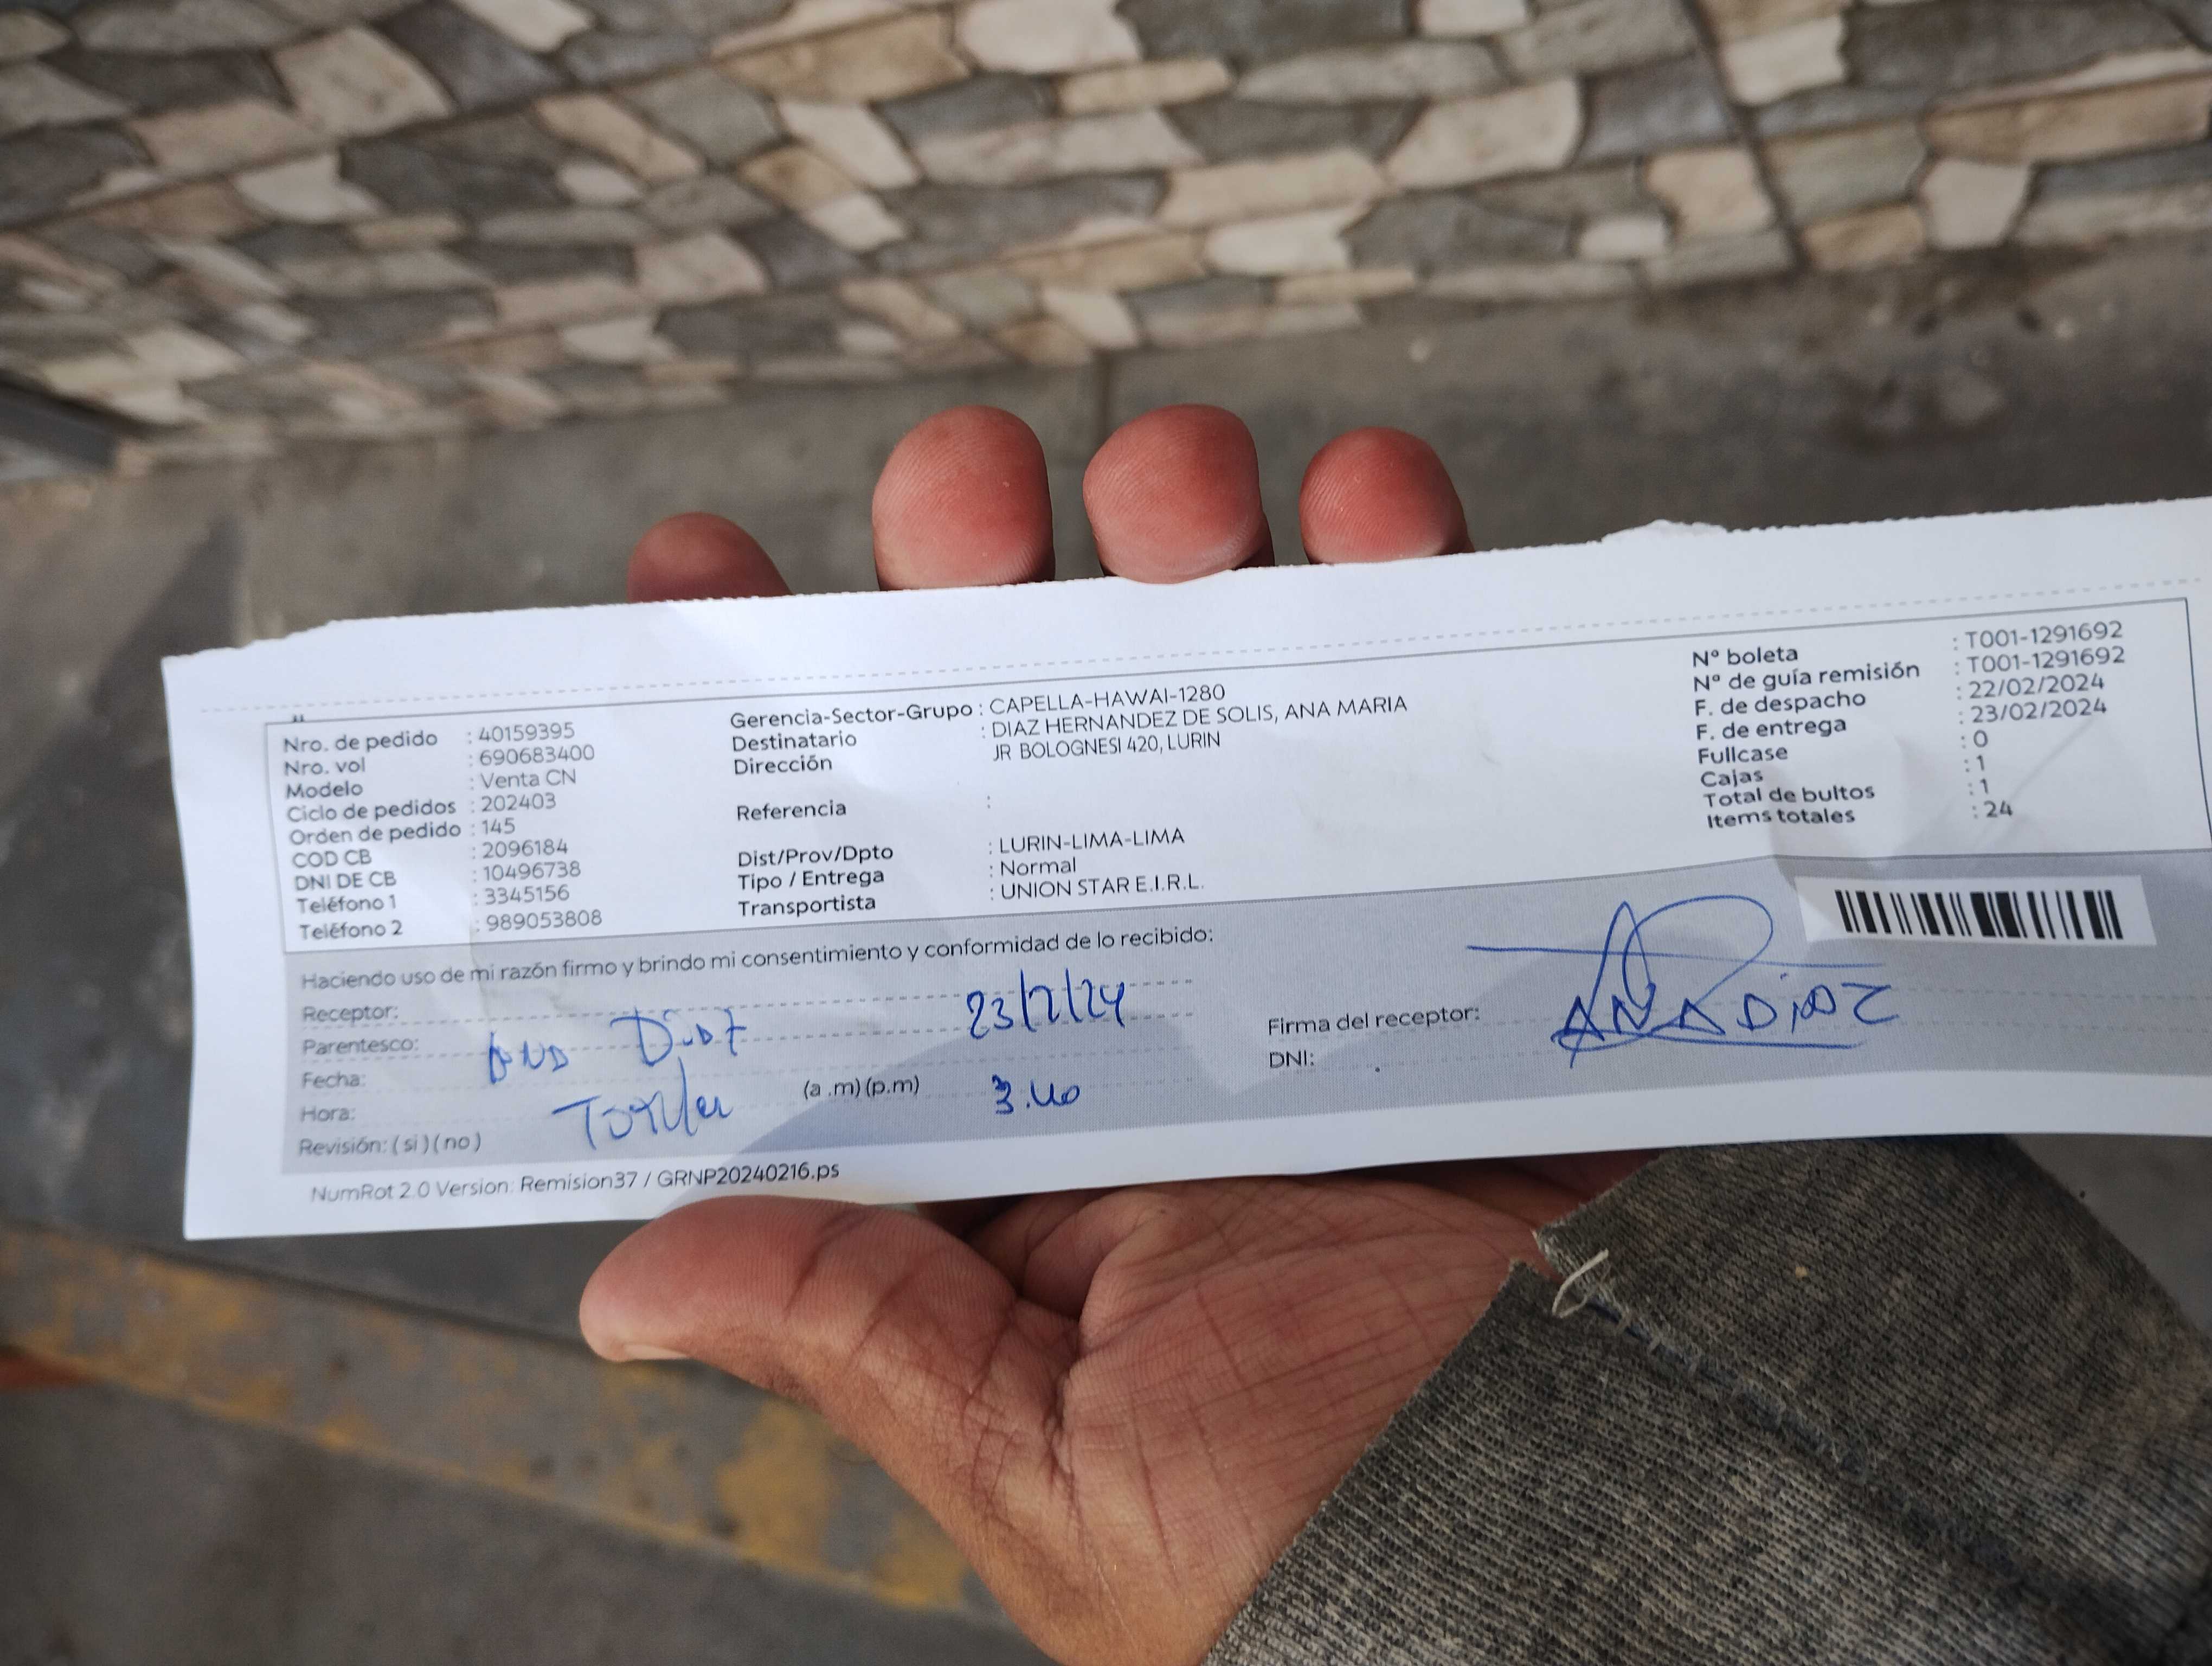 Nro. de pedido : 40159395
Nro. vol : 690683400
Modelo : Venta CN
Ciclo de pedidos : 202403
Orden de pedido : 145
COD CB : 2096184
DNI DE CB : 10496738
Teléfono 1 : 3345156
Teléfono 2 : 989053808
Gerencia-Sector-Grupo : CAPELLA-HAWAI-1280
Destinatario : DIAZ HERNANDEZ DE SOLIS, ANA MARIA
Dirección JR BOLOGNESI 420, LURIN
Referencia :
Dist/Prov/Dpto : LURIN-LIMA-LIMA
Tipo / Entrega : Normal
Transportista : UNION STAR E.I.R.L.
Nº boleta : T001-1291692
Nº de guía remisión : T001-1291692
F. de despacho : 22/02/2024
F. de entrega : 23/02/2024
Fullcase : 0
Cajas : 1
Total de bultos : 1
Items totales : 24
Haciendo uso de mi razón firmo y brindo mi consentimiento y conformidad de lo recibido:
Receptor:
Parentesco: Ana Diaz 23/2/24
Fecha:
Hora: (a .m) (p.m) 3.40
Revisión: ( si ) ( no )
Firma del receptor: ANA DiAZ
DNI:
NumRot 2.0 Version: Remision37 / GRNP20240216.ps